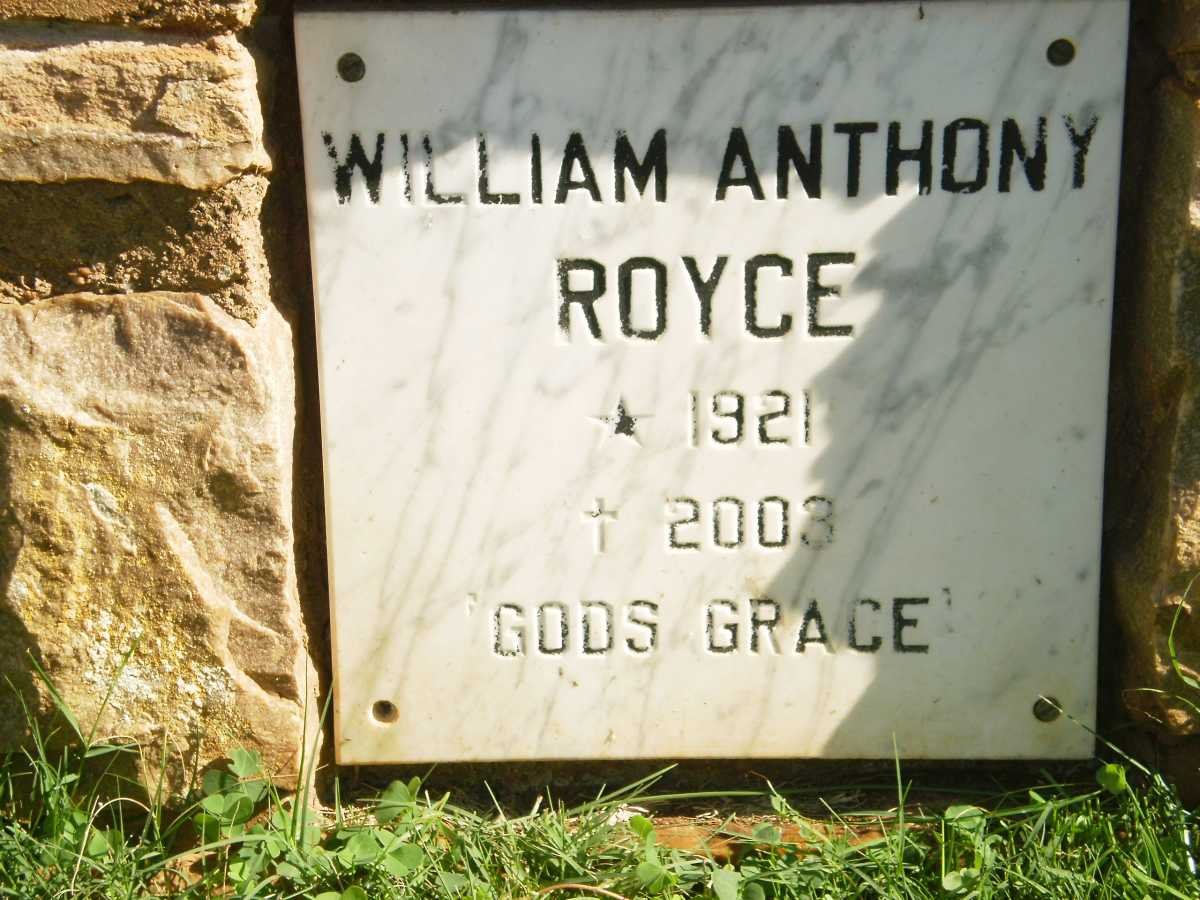 WILLIAM ANTHONY
ROYCE
★ 1921
† 2003
'GODS GRACE'